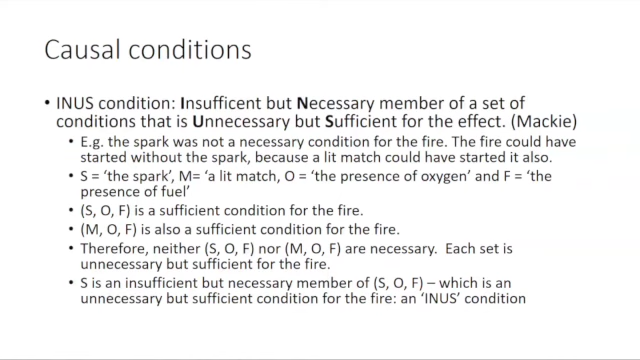 Causal conditions
• INUS condition: Insufficent but Necessary member of a set of
conditions that is Unnecessary but Sufficient for the effect. (Mackie)
• E.g. the spark was not a necessary condition for the fire. The fire could have
started without the spark, because a lit match could have started it also.
• S = ‘the spark’, M= ‘a lit match, O = ‘the presence of oxygen’ and F = ‘the
presence of fuel’
• (S, O, F) is a sufficient condition for the fire.
• (M, O, F) is also a sufficient condition for the fire.
• Therefore, neither (S, O, F) nor (M, O, F) are necessary. Each set is
unnecessary but sufficient for the fire.
• S is an insufficient but necessary member of (S, O, F) – which is an
unnecessary but sufficient condition for the fire: an ‘INUS’ condition